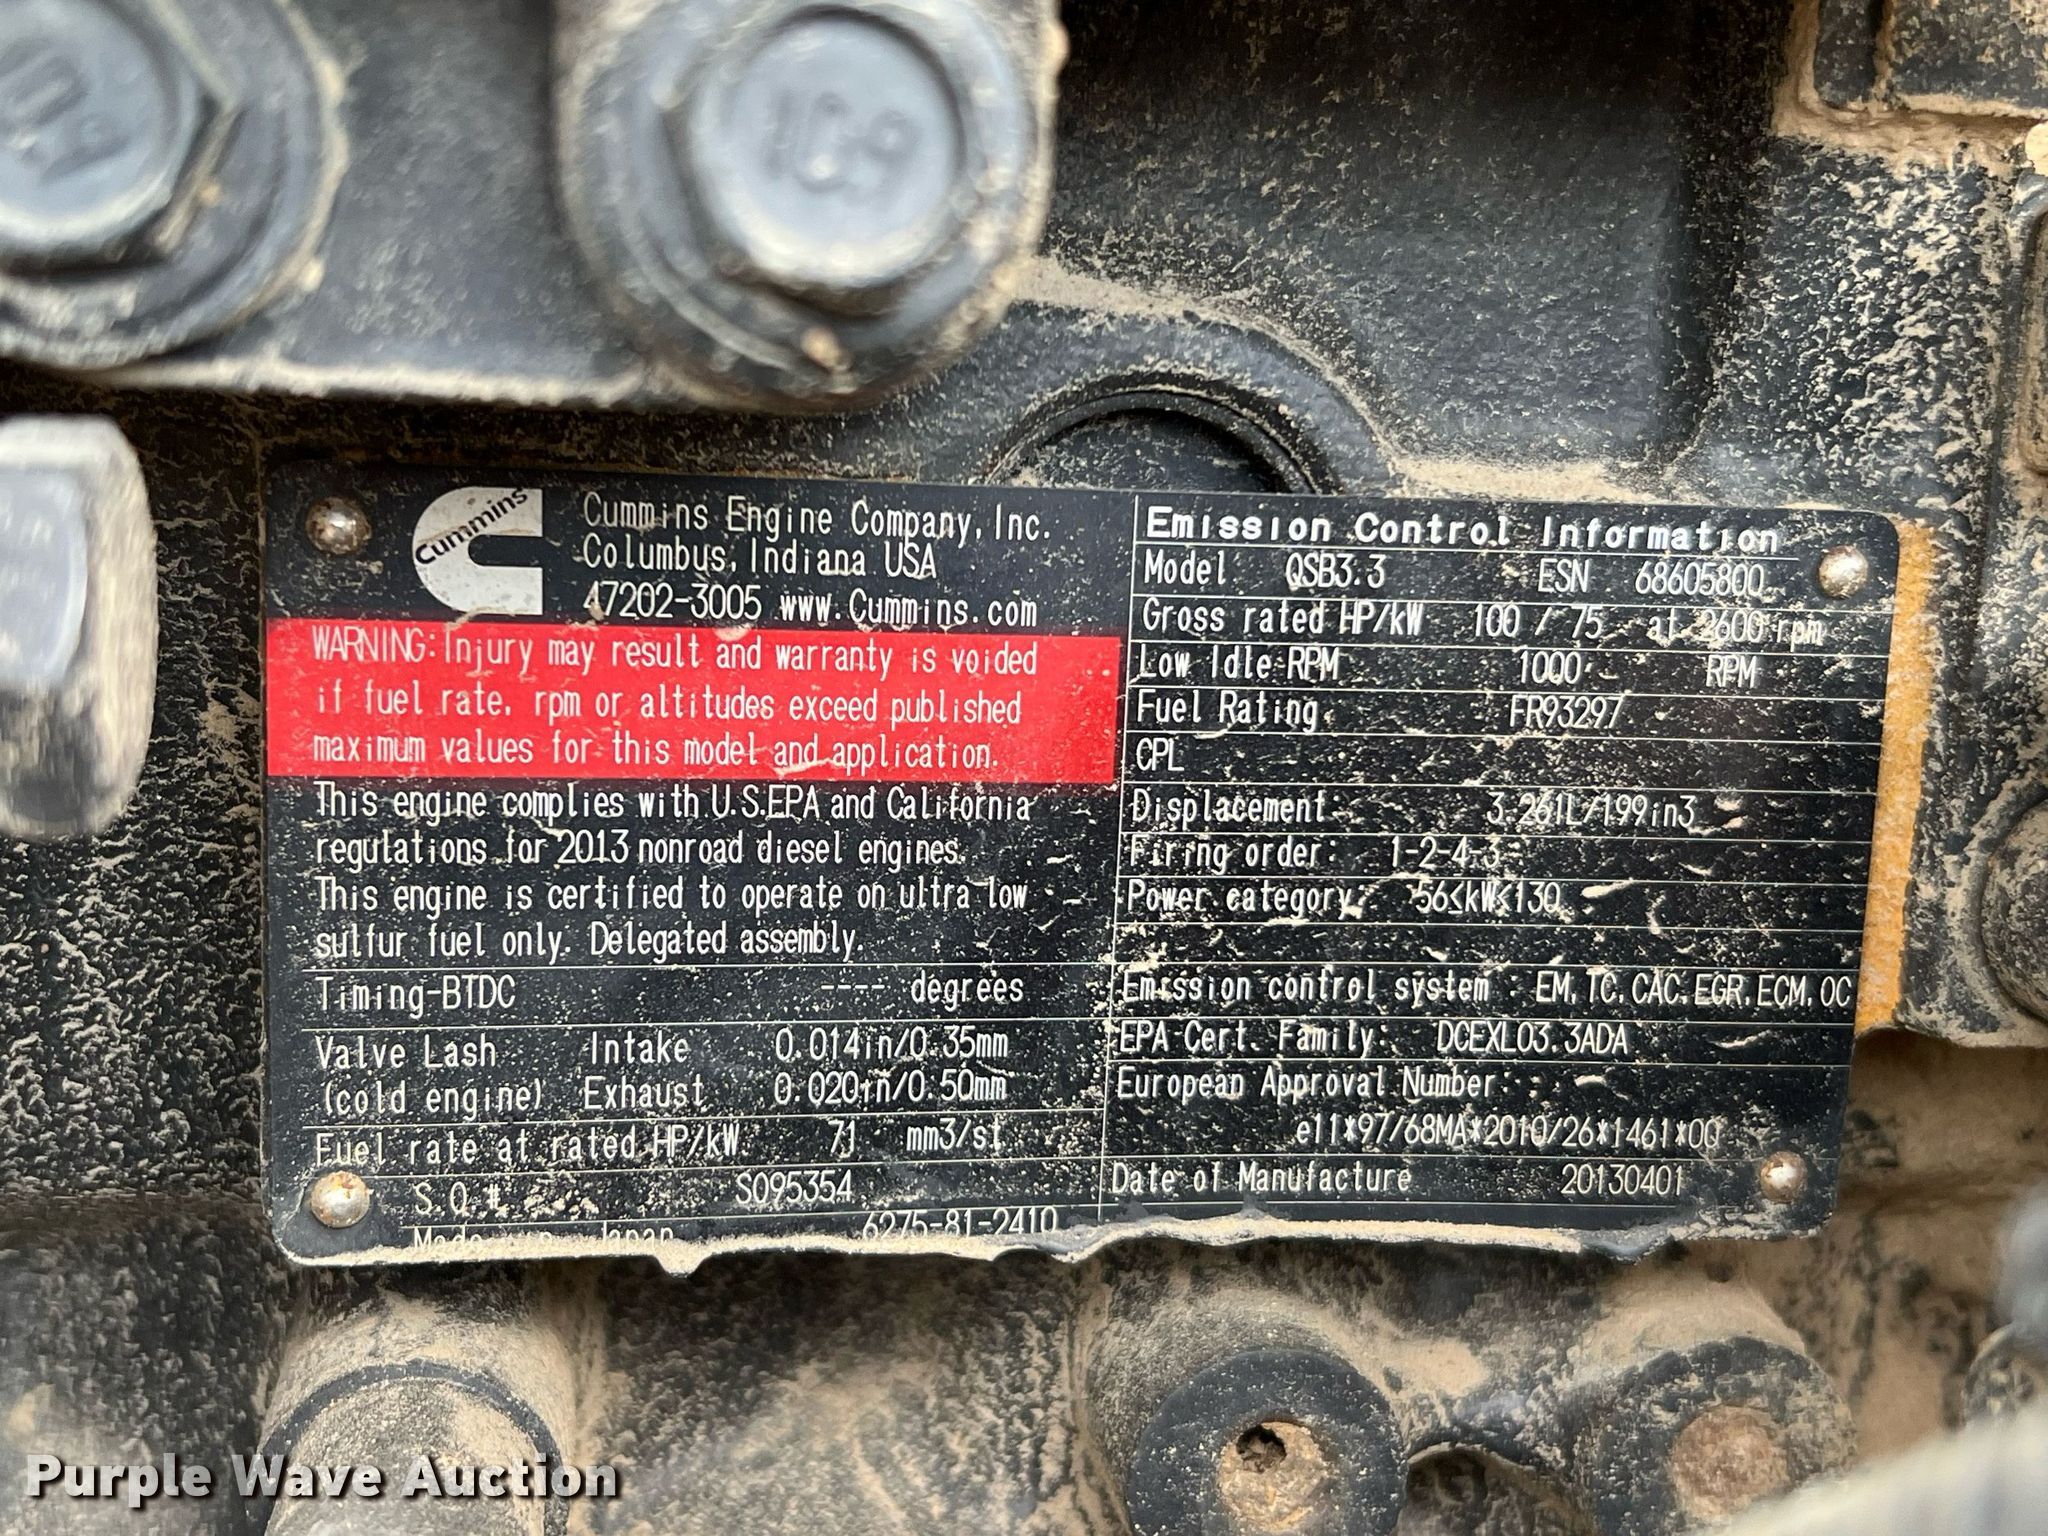 10.9
Cummins
Cummins Engine Company, Inc.
Columbus, Indiana USA
47202-3005 www.Cummins.com
WARNING: Injury may result and warranty is voided
if fuel rate, rpm or altitudes exceed published
maximum values for this model and application.
This engine complies with U.S.EPA and California
regulations for 2013 nonroad diesel engines.
This engine is certified to operate on ultra low
sulfur fuel only. Delegated assembly.
Timing-BTDC ---- degrees
Valve Lash Intake 0.014in/0.35mm
(cold engine) Exhaust 0.020in/0.50mm
Fuel rate at rated HP/kW 71 mm3/st
S.O.# S095354
Made in Japan 6275-81-2410
Emission Control Information
Model QSB3.3 ESN 68605800
Gross rated HP/kW 100 / 75 at 2600 rpm
Low Idle RPM 1000 RPM
Fuel Rating FR93297
CPL
Displacement 3.261L/199in3
Firing order: 1-2-4-3
Power category: 56≤kW≤130
Emission control system : EM, TC, CAC, EGR, ECM, OC
EPA Cert. Family: DCEXL03.3ADA
European Approval Number:
e11*97/68MA*2010/26*1461*00
Date of Manufacture 20130401
Purple Wave Auction